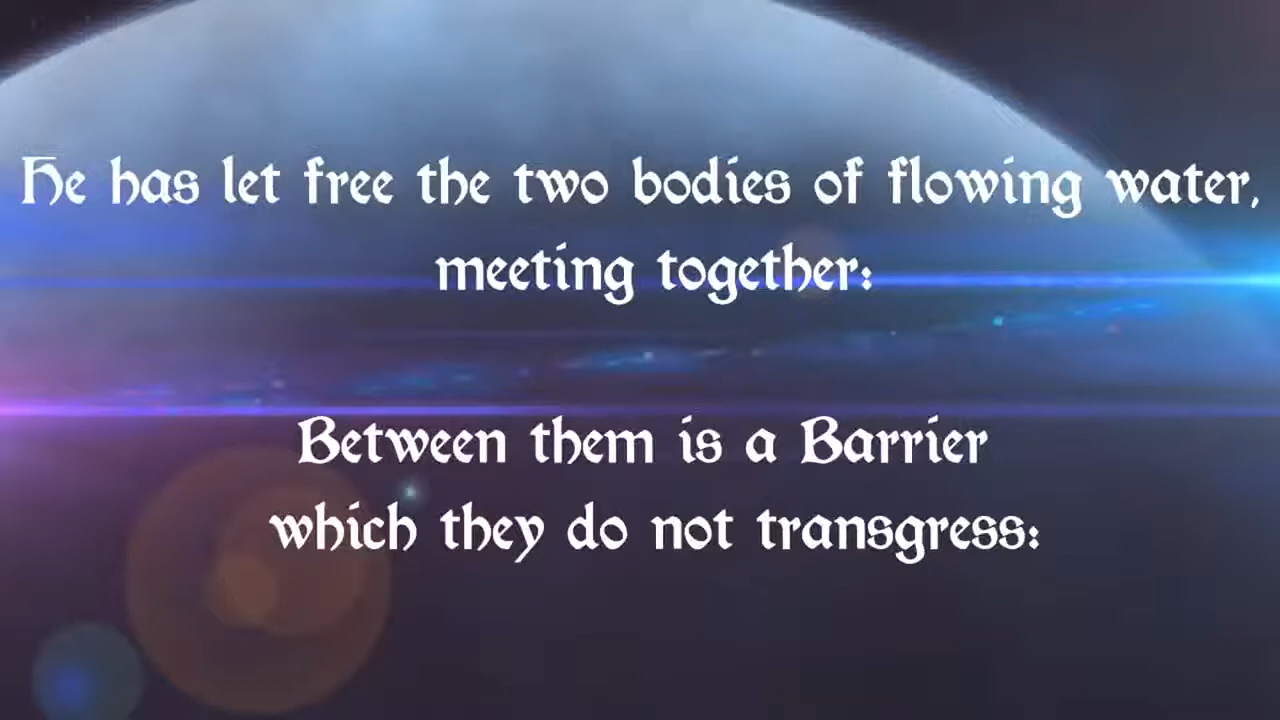 He has let free the two bodies of flowing water,
meeting together:
Between them is a Barrier
which they do not transgress: